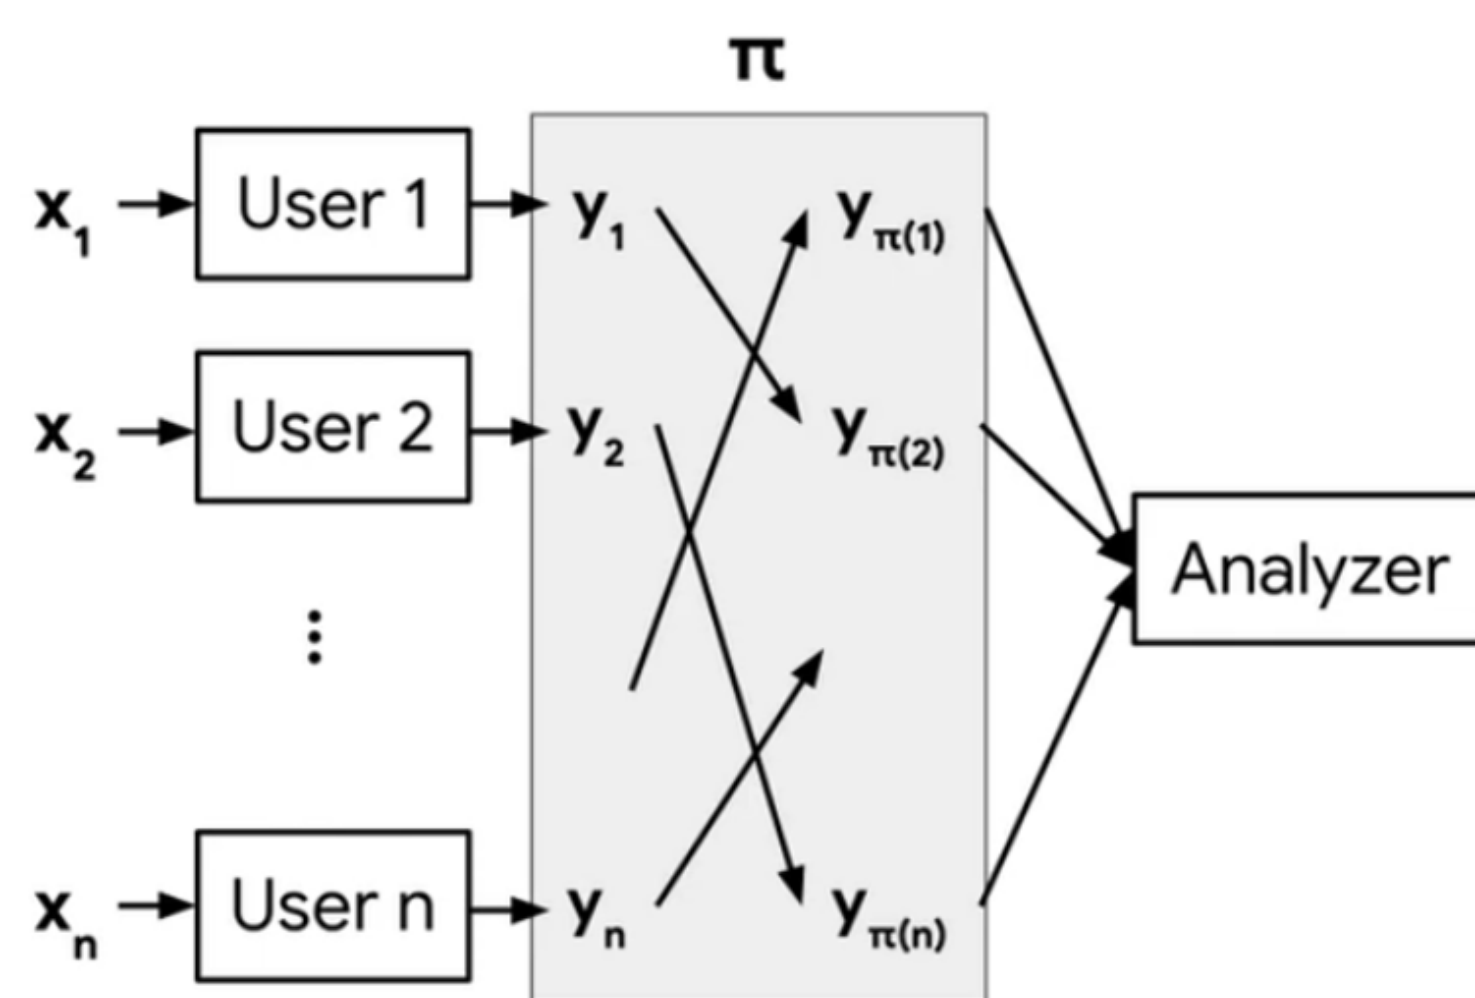 π
x₁ User 1 y₁ yπ(1)
x₂ User 2 y₂ yπ(2)
Analyzer
⋮
xₙ User n yₙ yπ(n)